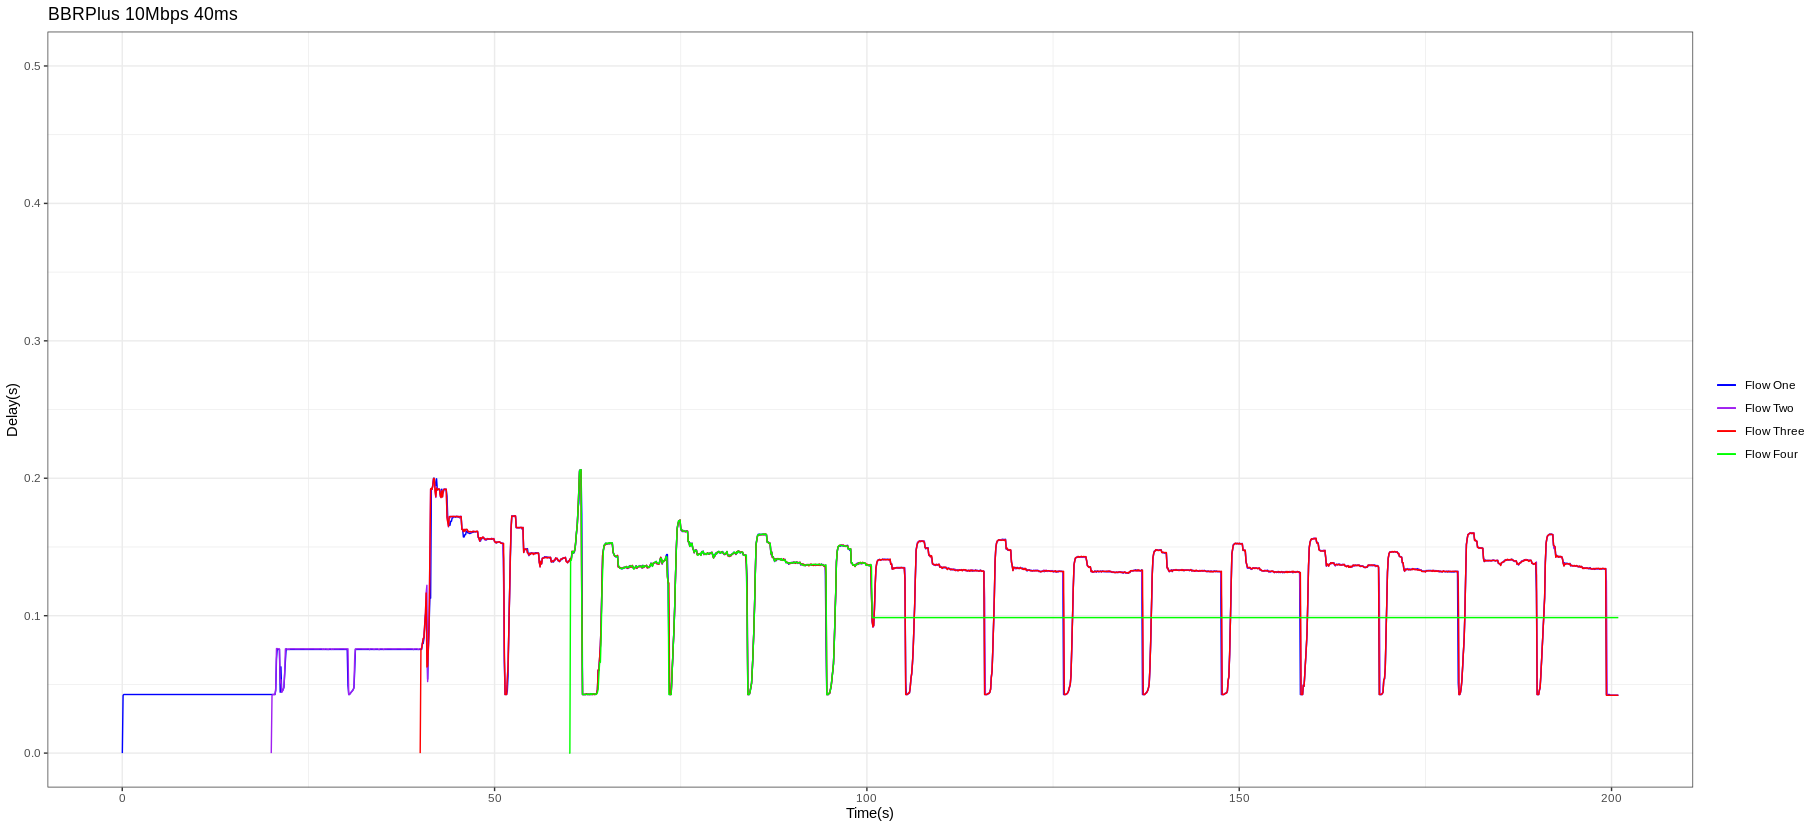 BBRPlus 10Mbps 40ms
0.5
0.4
0.3
0.2
0.1
0.0
Delay(s)
0 50 100 150 200
Time(s)
Flow One
Flow Two
Flow Three
Flow Four